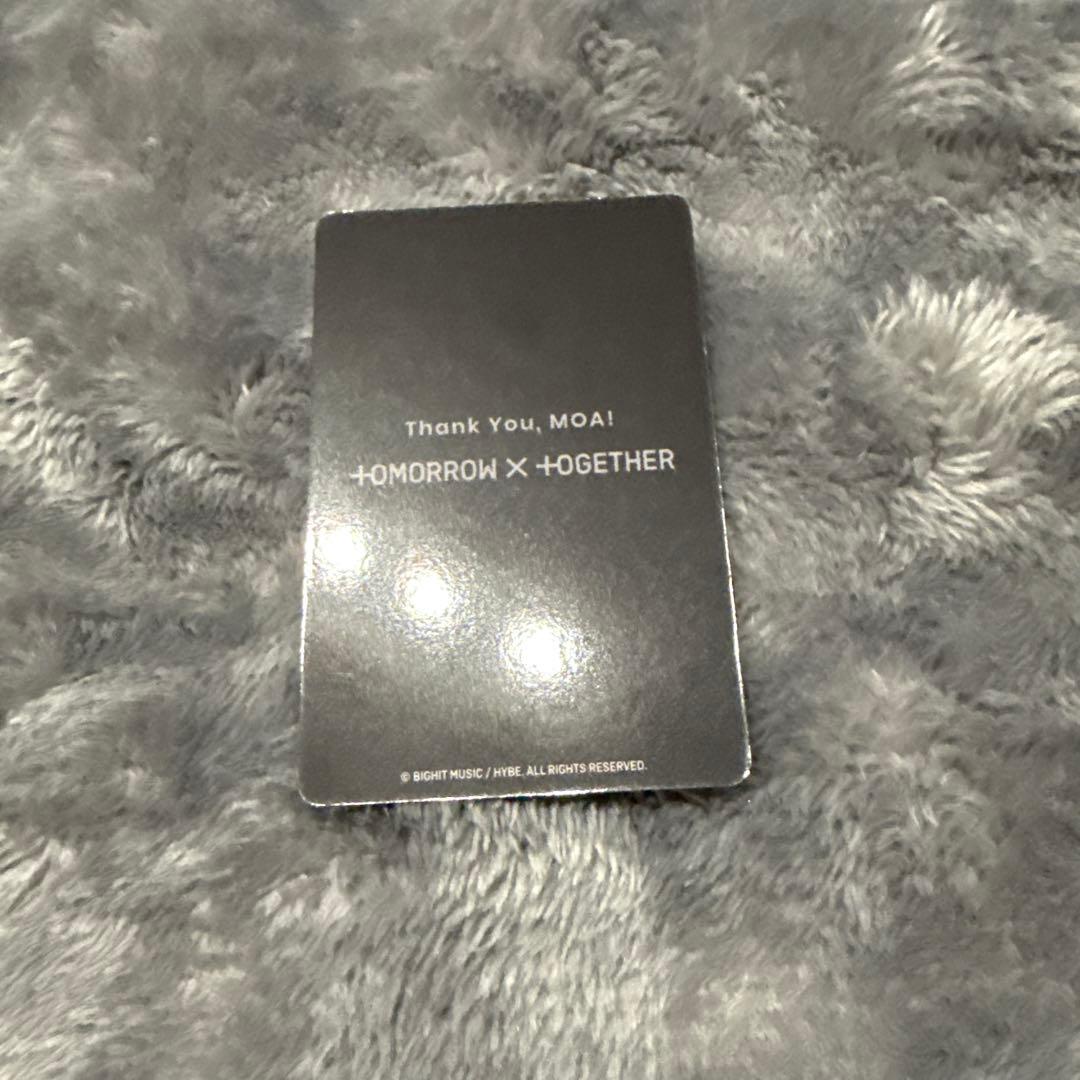 Thank You, MOA!
TOMORROW X TOGETHER
© BIGHIT MUSIC / HYBE. ALL RIGHTS RESERVED.